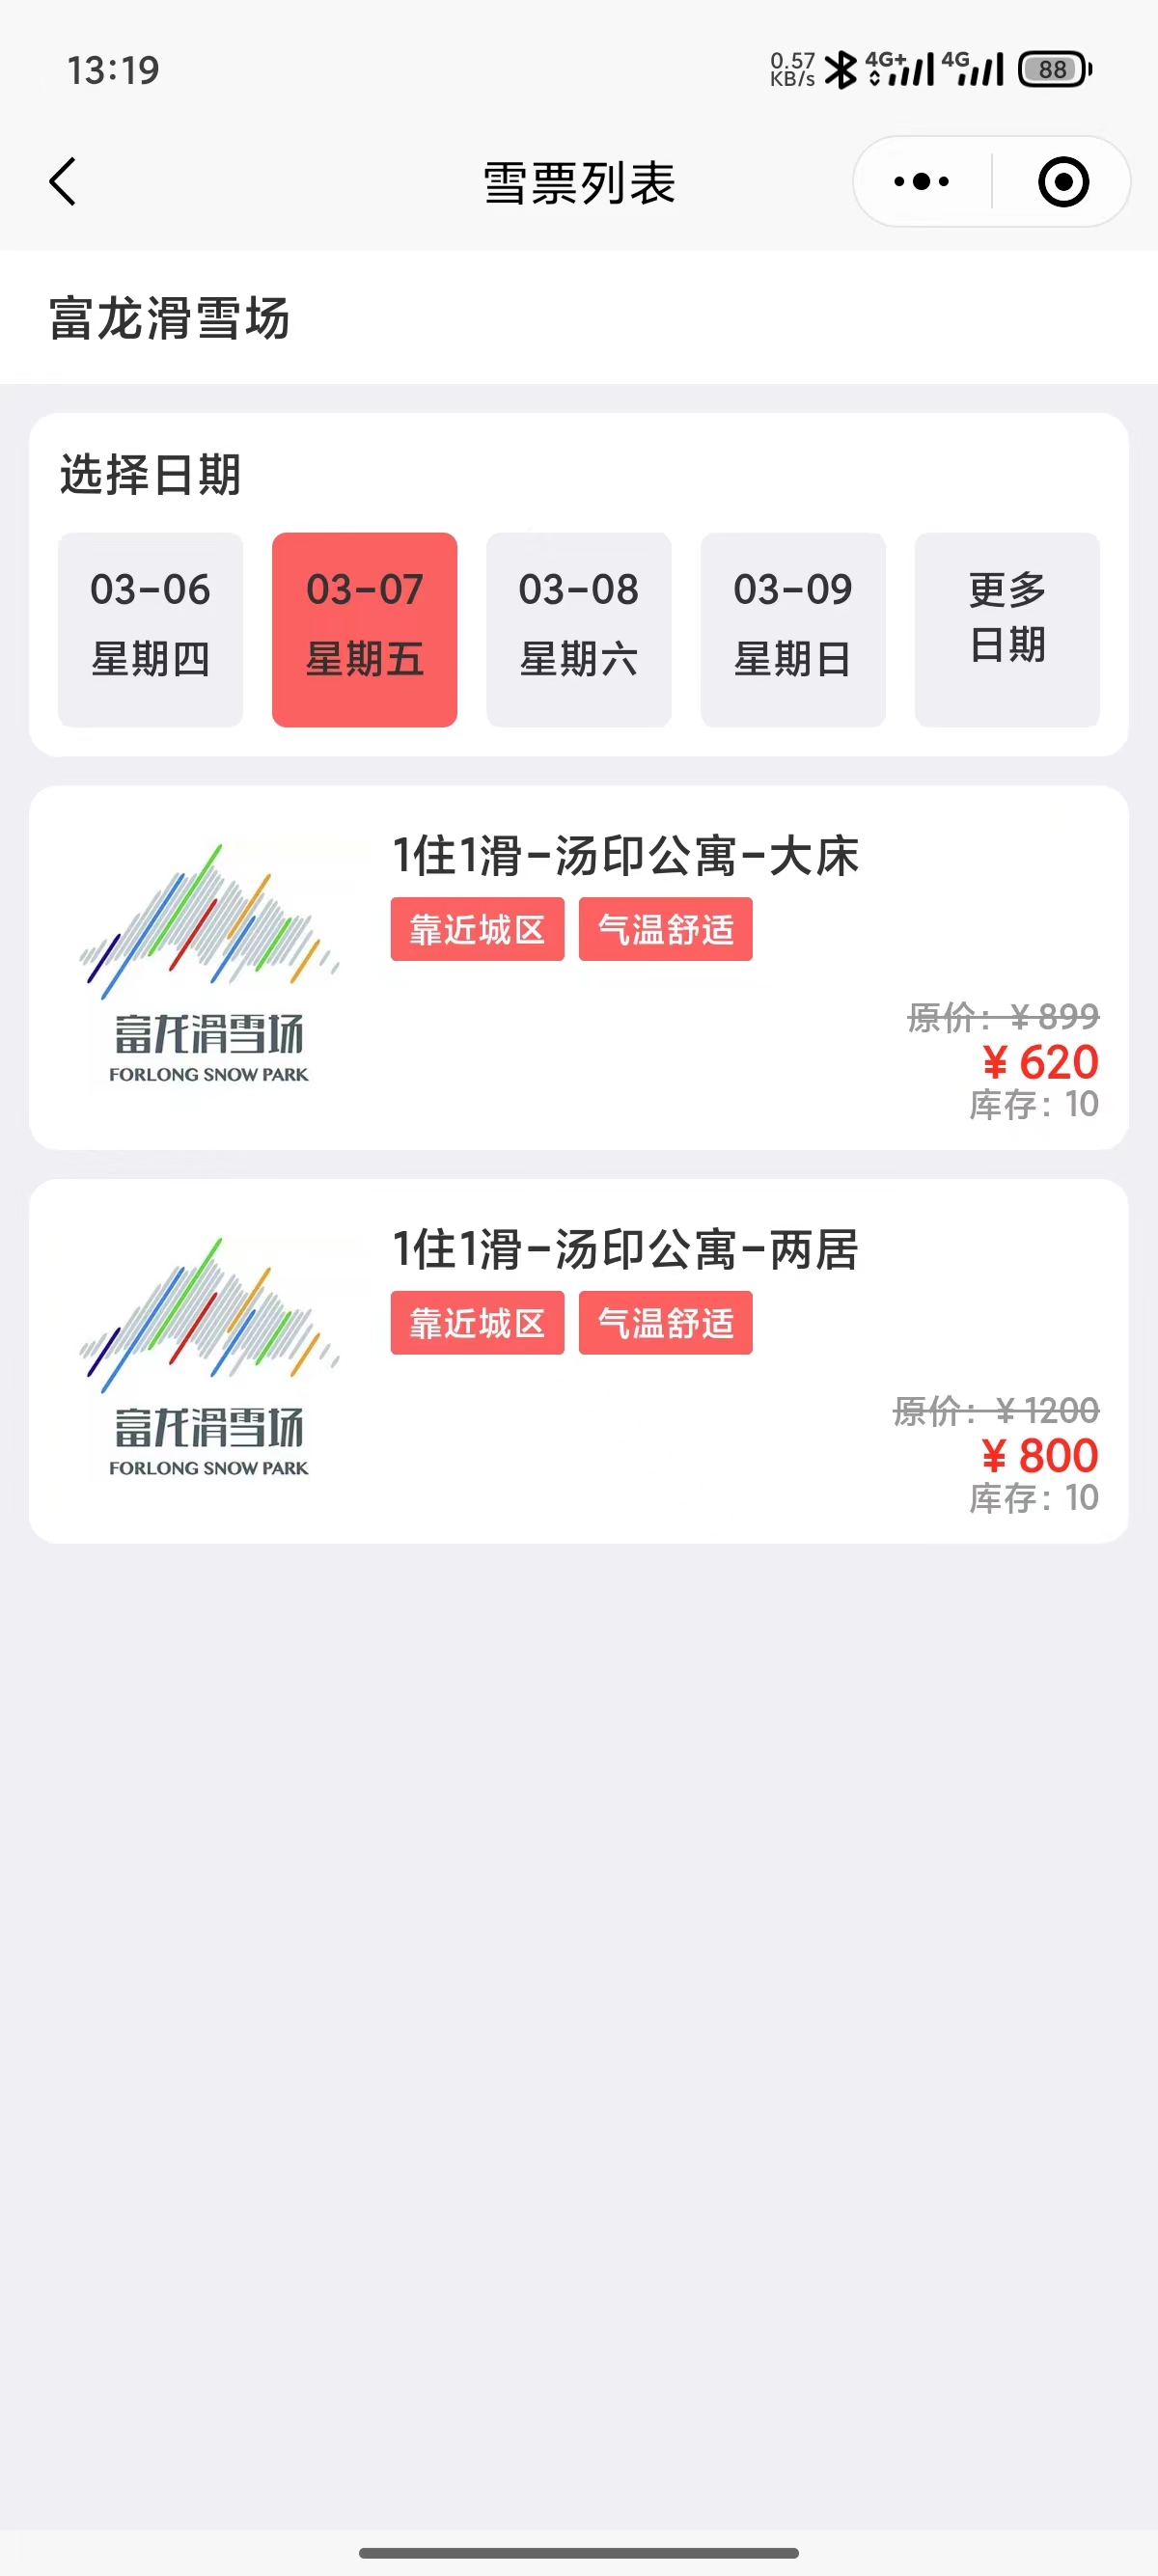 13:19
0.57 KB/s 4G+ 4G 88
雪票列表
富龙滑雪场
选择日期
03-06 03-07 03-08 03-09 更多
星期四 星期五 星期六 星期日 日期
1住1滑-汤印公寓-大床
靠近城区 气温舒适
富龙滑雪场
FORLONG SNOW PARK
原价：¥899
¥620
库存：10
1住1滑-汤印公寓-两居
靠近城区 气温舒适
富龙滑雪场
FORLONG SNOW PARK
原价：¥1200
¥800
库存：10